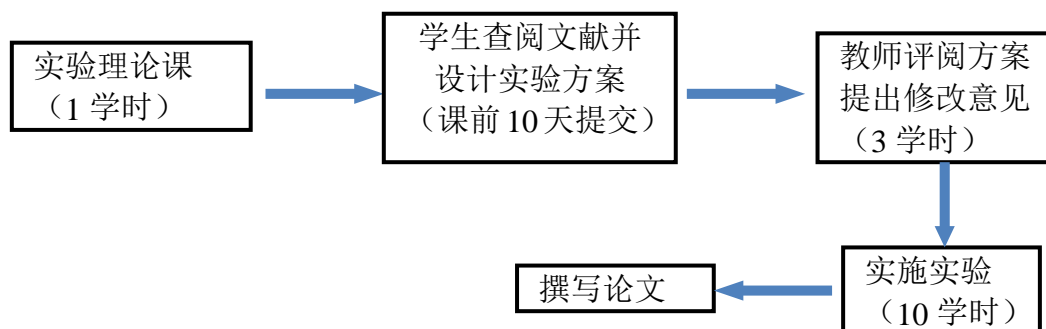 实验理论课
（1 学时）
学生查阅文献并
设计实验方案
（课前 10 天提交）
教师评阅方案
提出修改意见
（3 学时）
实施实验
（10 学时）
撰写论文